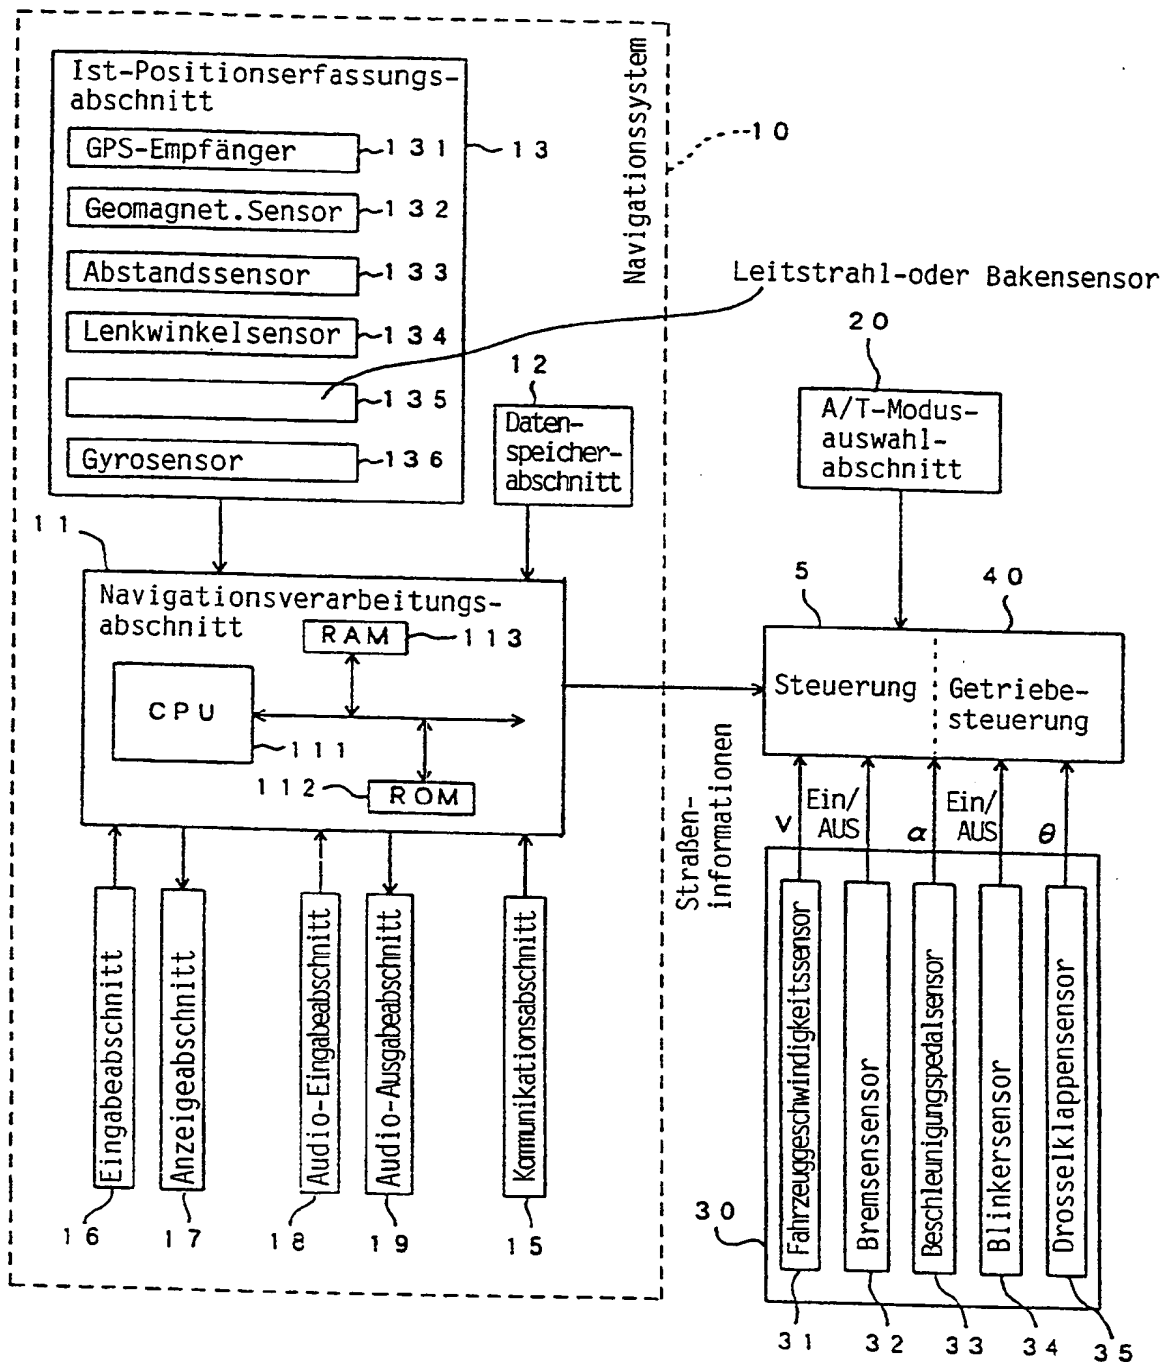 Ist-Positionserfassungs-
abschnitt
GPS-Empfänger
131
13
Geomagnet.Sensor
132
Abstandssensor
133
Lenkwinkelsensor
134
135
Gyrosensor
136
Navigationssystem
10
Leitstrahl-oder Bakensensor
12
Daten-
speicher-
abschnitt
20
A/T-Modus-
auswahl-
abschnitt
11
Navigationsverarbeitungs-
abschnitt
RAM
113
CPU
111
112
ROM
5
40
Steuerung
Getriebe-
steuerung
Straßen-
informationen
V
Ein/
AUS
α
Ein/
AUS
θ
Eingabeabschnitt
Anzeigeabschnitt
Audio-Eingabeabschnitt
Audio-Ausgabeabschnitt
Kommunikationsabschnitt
16
17
18
19
15
30
Fahrzeuggeschwindigkeitssensor
Bremsensensor
Beschleunigungspedalsensor
Blinkersensor
Drosselklappensensor
31
32
33
34
35